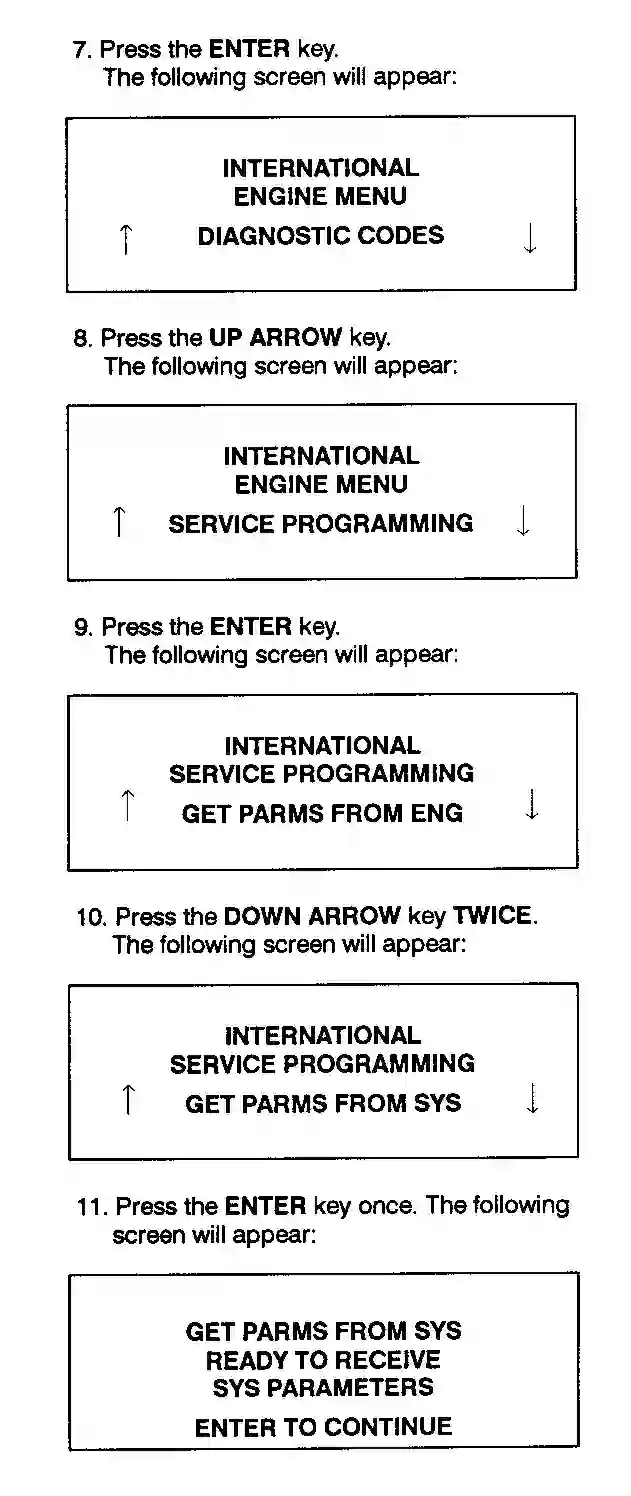 7. Press the ENTER key.
The following screen will appear:
INTERNATIONAL
ENGINE MENU
↑ DIAGNOSTIC CODES ↓
8. Press the UP ARROW key.
The following screen will appear:
INTERNATIONAL
ENGINE MENU
↑ SERVICE PROGRAMMING ↓
9. Press the ENTER key.
The following screen will appear:
INTERNATIONAL
SERVICE PROGRAMMING
↑ GET PARMS FROM ENG ↓
10. Press the DOWN ARROW key TWICE.
The following screen will appear:
INTERNATIONAL
SERVICE PROGRAMMING
↑ GET PARMS FROM SYS ↓
11. Press the ENTER key once. The following
screen will appear:
GET PARMS FROM SYS
READY TO RECEIVE
SYS PARAMETERS
ENTER TO CONTINUE